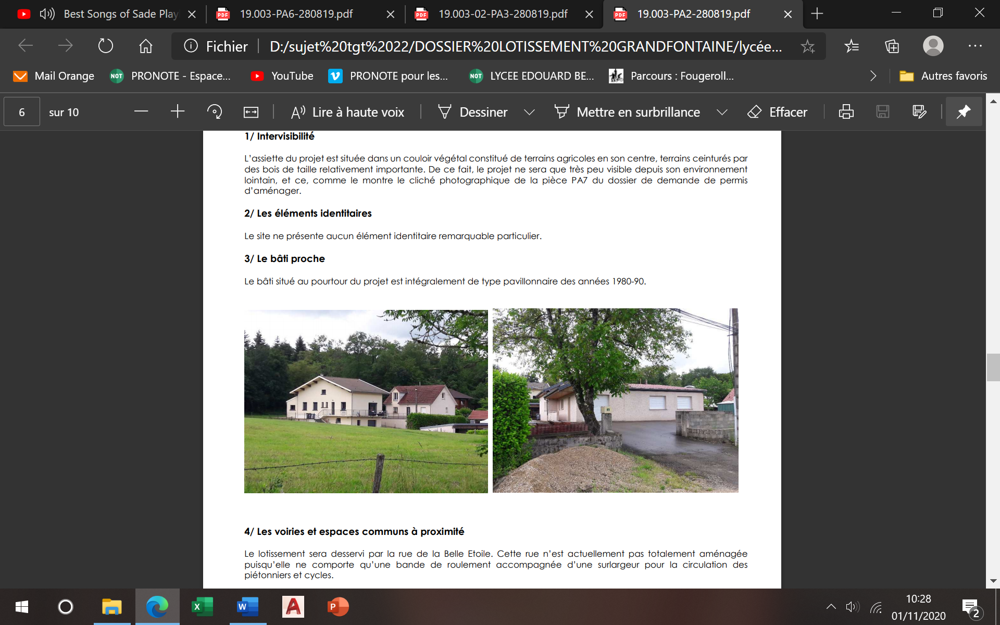 Best Songs of Sade Play
19.003-PA6-280819.pdf
19.003-02-PA3-280819.pdf
19.003-PA2-280819.pdf
Fichier
D:/sujet%20tgt%2022/DOSSIER%20LOTISSEMENT%20GRANDFONTAINE/lycée...
Mail Orange
NOT
PRONOTE - Espace...
YouTube
PRONOTE pour les...
NOT
LYCEE EDOUARD BE...
Parcours : Fougeroll...
Autres favoris
6
sur 10
Lire à haute voix
Dessiner
Mettre en surbrillance
Effacer
1/ Intervisibilité
L'assiette du projet est située dans un couloir végétal constitué de terrains agricoles en son centre, terrains ceinturés par
des bois de taille relativement importante. De ce fait, le projet ne sera que très peu visible depuis son environnement
lointain, et ce, comme le montre le cliché photographique de la pièce PA7 du dossier de demande de permis
d'aménager.
2/ Les éléments identitaires
Le site ne présente aucun élément identitaire remarquable particulier.
3/ Le bâti proche
Le bâti situé au pourtour du projet est intégralement de type pavillonnaire des années 1980-90.
4/ Les voiries et espaces communs à proximité
Le lotissement sera desservi par la rue de la Belle Etoile. Cette rue n'est actuellement pas totalement aménagée
puisqu'elle ne comporte qu'une bande de roulement accompagnée d'une surlargeur pour la circulation des
piétonniers et cycles.
10:28
01/11/2020
2